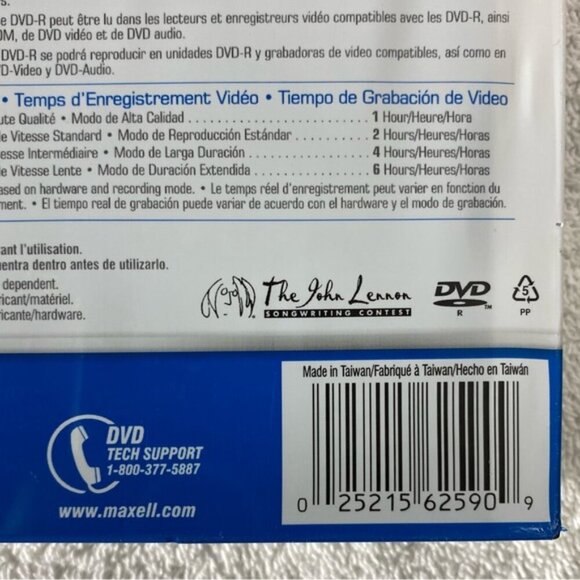 s.
e DVD-R peut être lu dans les lecteurs et enregistreurs vidéo compatibles avec les DVD-R, ainsi
OM, de DVD vidéo et de DVD audio.
DVD-R se podrá reproducir en unidades DVD-R y grabadoras de video compatibles, así como en
D-Video y DVD-Audio.
• Temps d'Enregistrement Vidéo • Tiempo de Grabación de Video
ute Qualité • Modo de Alta Calidad . . . . . . . . . . . . . . . . . . . . . . . . . . 1 Hour/Heure/Hora
de Vitesse Standard • Modo de Reproducción Estándar . . . . . . . . . . . 2 Hours/Heures/Horas
esse Intermédiaire • Modo de Larga Duración . . . . . . . . . . . . . . . . . 4 Hours/Heures/Horas
de Vitesse Lente • Modo de Duración Extendida . . . . . . . . . . . . . . . . 6 Hours/Heures/Horas
ased on hardware and recording mode. • Le temps réel d'enregistrement peut varier en fonction du
ment. • El tiempo real de grabación puede variar de acuerdo con el hardware y el modo de grabación.
ant l'utilisation.
uentra dentro antes de utilizarlo.
dependent.
ricant/matériel.
ricante/hardware.
The John Lennon
SONGWRITING CONTEST
DVD
R
TM
5
PP
Made in Taiwan/Fabriqué à Taiwan/Hecho en Taiwán
DVD
TECH SUPPORT
1-800-377-5887
www.maxell.com
0 25215 62590 9